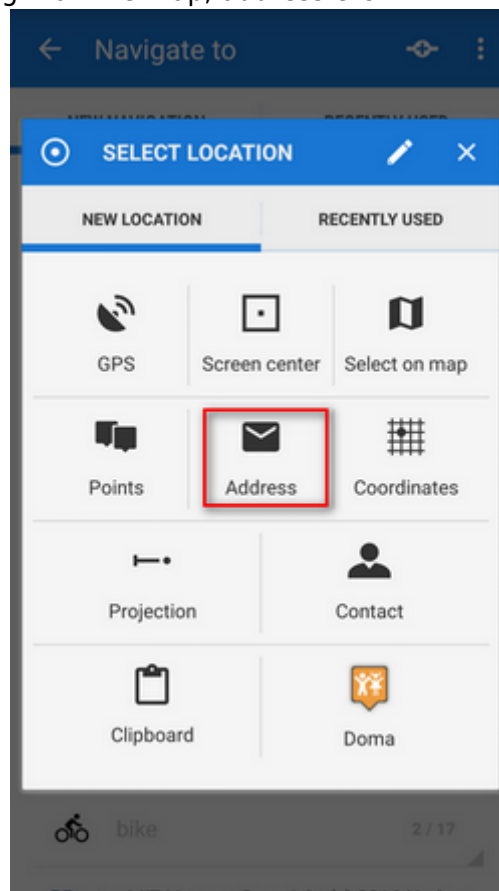 Navigate to
SELECT LOCATION
NEW LOCATION RECENTLY USED
GPS Screen center Select on map
Points Address Coordinates
Projection Contact
Clipboard Doma
bike 2 / 17